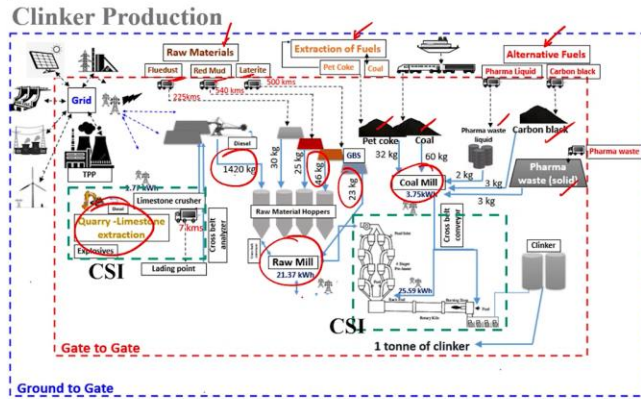 Clinker Production
Raw Materials
Extraction of Fuels
Alternative Fuels
Fluedust
Red Mud
Laterite
Pet Coke
Coal
Pharma Liquid
Carbon black
500 kms
540 kms
225kms
Grid
Diesel
GBS
Pet coke
Coal
Pharma waste
liquid
Carbon black
Pharma waste
TPP
1420 kg
30 kg
25 kg
46 kg
23 kg
32 kg
60 kg
2 kg
3 kg
3 kg
Pharma
waste (solid)
1.77 kWh
Limestone crusher
Coal Mill
3.75kWh
Diesel
Quarry -Limestone
extraction
7 kms
Explosives
Cross belt
analyzer
Raw Material Hoppers
Cross belt
conveyor
Clinker
CSI
Lading point
Raw Mill
21.37 kWh
25.59 kWh
CSI
1 tonne of clinker
Gate to Gate
Ground to Gate